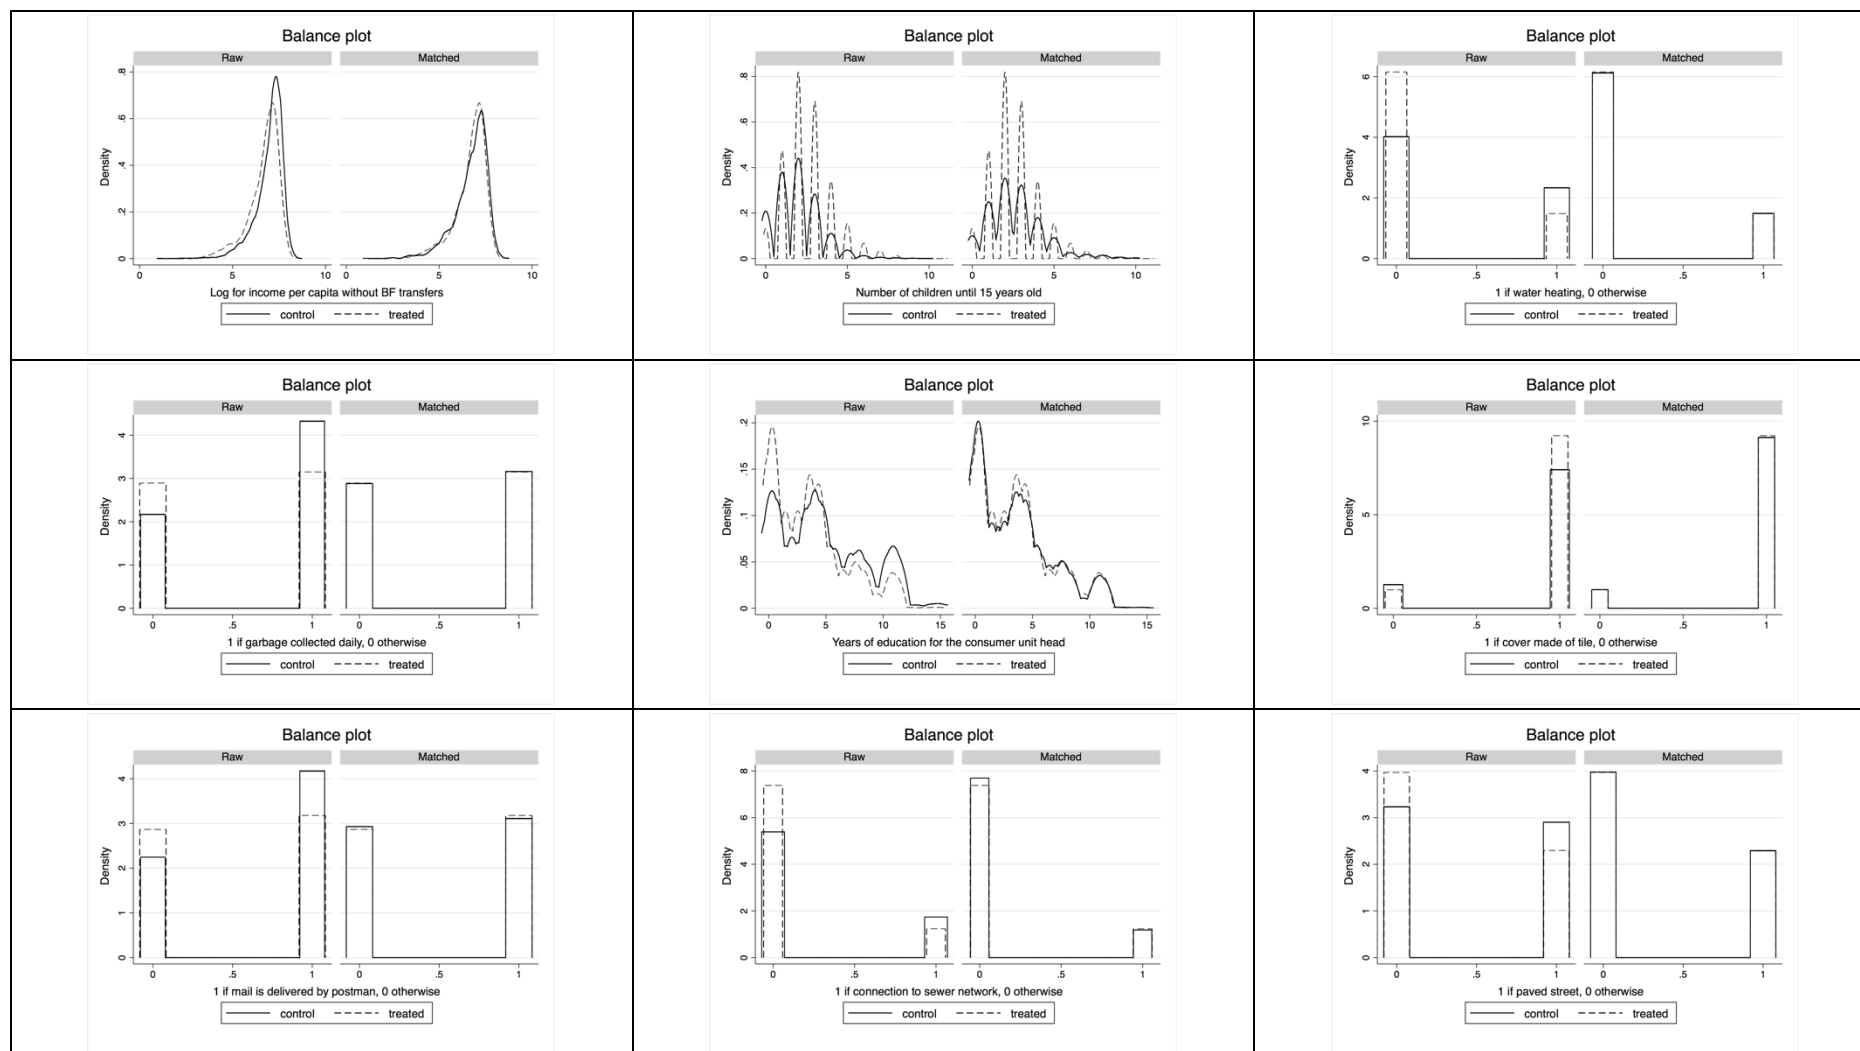 Balance plot
Raw Matched
Density
0 .2 .4 .6 .8
0 5 10 0 5 10
Log for income per capita without BF transfers
control treated
Balance plot
Raw Matched
Density
0 .2 .4 .6 .8
0 5 10 0 5 10
Number of children until 15 years old
control treated
Balance plot
Raw Matched
Density
0 2 4 6
0 .5 1 0 .5 1
1 if water heating, 0 otherwise
control treated
Balance plot
Raw Matched
Density
0 1 2 3 4
0 .5 1 0 .5 1
1 if garbage collected daily, 0 otherwise
control treated
Balance plot
Raw Matched
Density
0 .05 .1 .15 .2
0 5 10 15 0 5 10 15
Years of education for the consumer unit head
control treated
Balance plot
Raw Matched
Density
0 5 10
0 .5 1 0 .5 1
1 if cover made of tile, 0 otherwise
control treated
Balance plot
Raw Matched
Density
0 1 2 3 4
0 .5 1 0 .5 1
1 if mail is delivered by postman, 0 otherwise
control treated
Balance plot
Raw Matched
Density
0 2 4 6 8
0 .5 1 0 .5 1
1 if connection to sewer network, 0 otherwise
control treated
Balance plot
Raw Matched
Density
0 1 2 3 4
0 .5 1 0 .5 1
1 if paved street, 0 otherwise
control treated